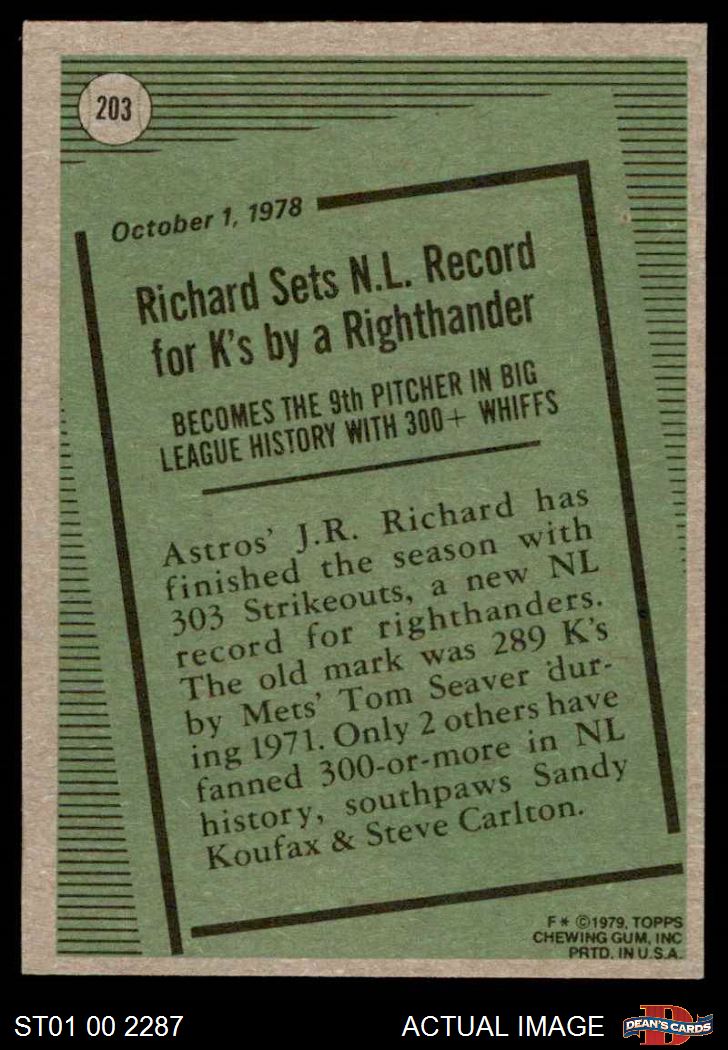 203
October 1, 1978
Richard Sets N.L. Record
for K's by a Righthander
BECOMES THE 9th PITCHER IN BIG
LEAGUE HISTORY WITH 300+ WHIFFS
Astros' J.R. Richard has
finished the season with
303 Strikeouts, a new NL
record for righthanders.
The old mark was 289 K's
by Mets' Tom Seaver dur-
ing 1971. Only 2 others have
fanned 300-or-more in NL
history, southpaws Sandy
Koufax & Steve Carlton.
F* ©1979, TOPPS
CHEWING GUM, INC
PRTD. IN U.S.A.
ST01 00 2287
ACTUAL IMAGE
D
DEAN'S CARDS